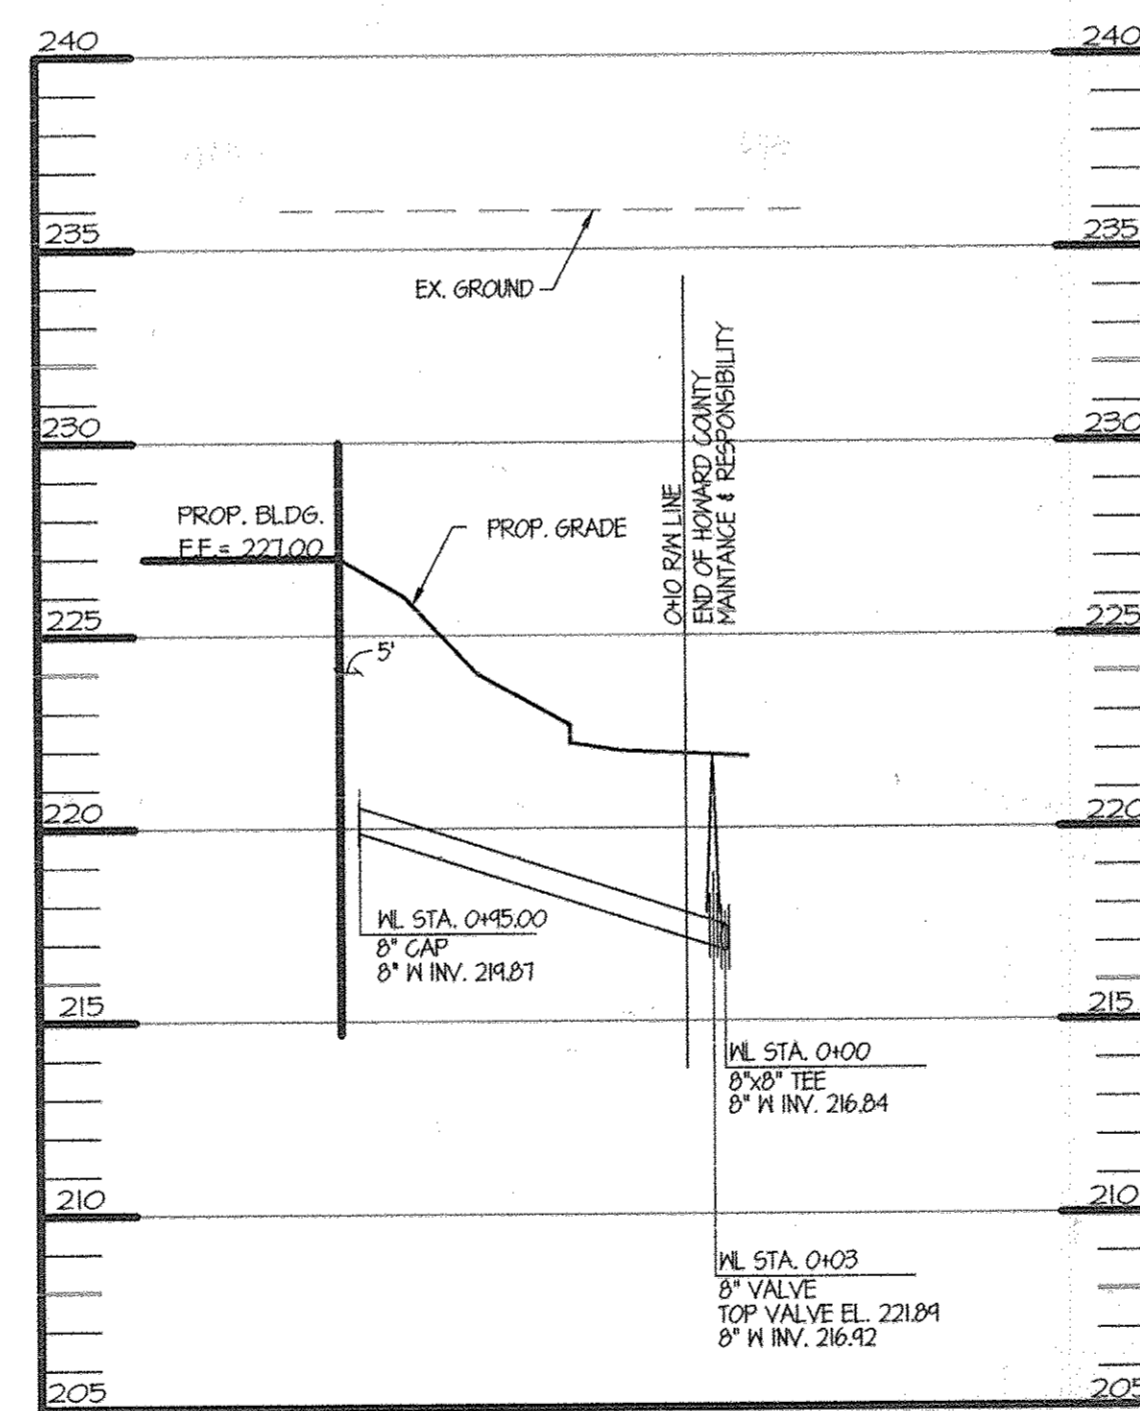 240
240
235
235
EX. GROUND
230
230
0+10 R/W LINE
END OF HOWARD COUNTY
MAINTANCE & RESPONSIBILITY
PROP. BLDG.
F.F. = 227.00
PROP. GRADE
225
225
5'
220
220
WL STA. 0+95.00
8" CAP
8" W INV. 219.87
215
215
WL STA. 0+00
8"x8" TEE
8" W INV. 216.84
210
210
WL STA. 0+03
8" VALVE
TOP VALVE EL. 221.89
8" W INV. 216.92
205
205